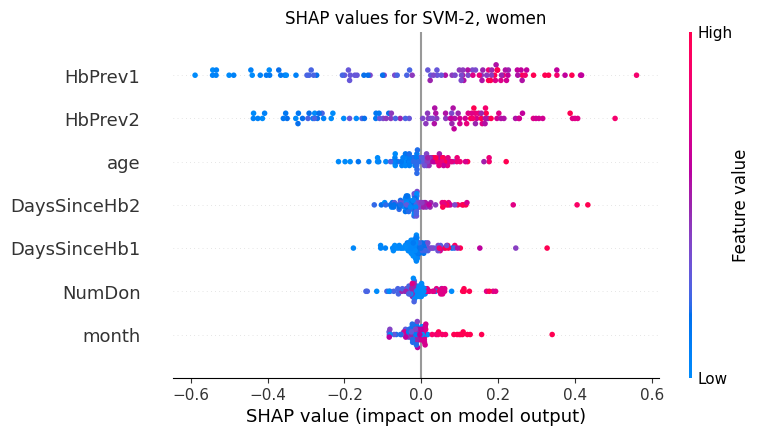 SHAP values for SVM-2, women
High
HbPrev1
HbPrev2
age
DaysSinceHb2
DaysSinceHb1
NumDon
month
Feature value
Low
−0.6 −0.4 −0.2 0.0 0.2 0.4 0.6
SHAP value (impact on model output)